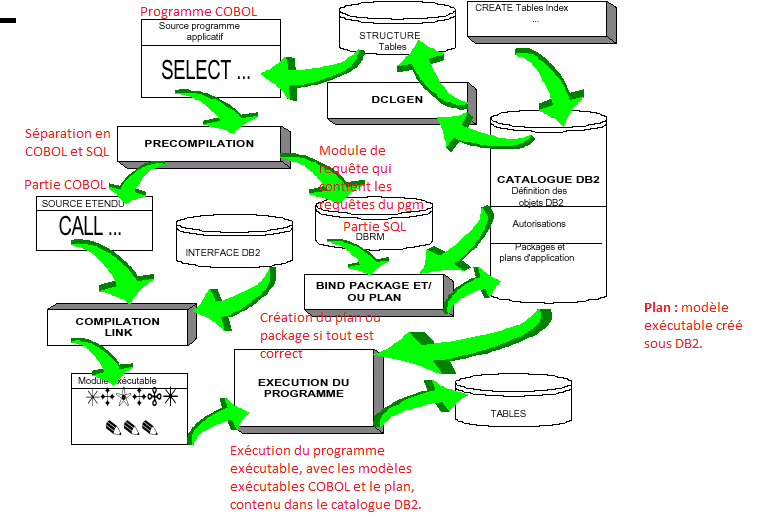 Programme COBOL
Source programme
applicatif
SELECT ...
STRUCTURE
Tables
CREATE Tables Index
...
DCLGEN
Séparation en
COBOL et SQL
PRECOMPILATION
Module de
requête qui
contient les
requêtes du pgm
CATALOGUE DB2
Définition des
objets DB2
Autorisations
Packages et
plans d'application
Partie COBOL
SOURCE ETENDU
CALL ...
INTERFACE DB2
Partie SQL
DBRM
BIND PACKAGE ET/
OU PLAN
Plan : modèle
exécutable créé
sous DB2.
COMPILATION
LINK
Création du plan ou
package si tout est
correct
Module exécutable
EXECUTION DU
PROGRAMME
TABLES
Exécution du programme
exécutable, avec les modèles
exécutables COBOL et le plan,
contenu dans le catalogue DB2.